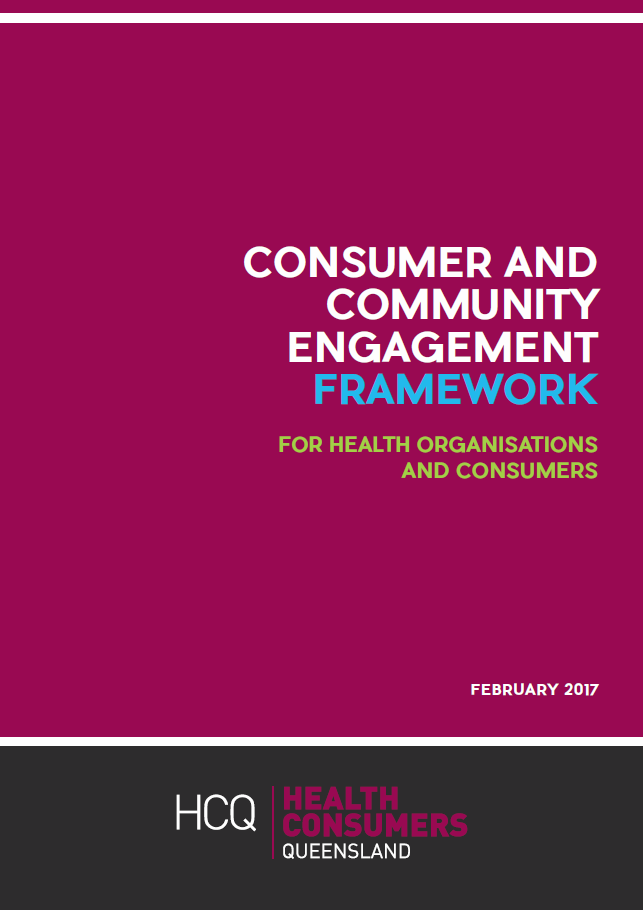 CONSUMER AND
COMMUNITY
ENGAGEMENT
FRAMEWORK
FOR HEALTH ORGANISATIONS
AND CONSUMERS
FEBRUARY 2017
HCQ
HEALTH
CONSUMERS
QUEENSLAND